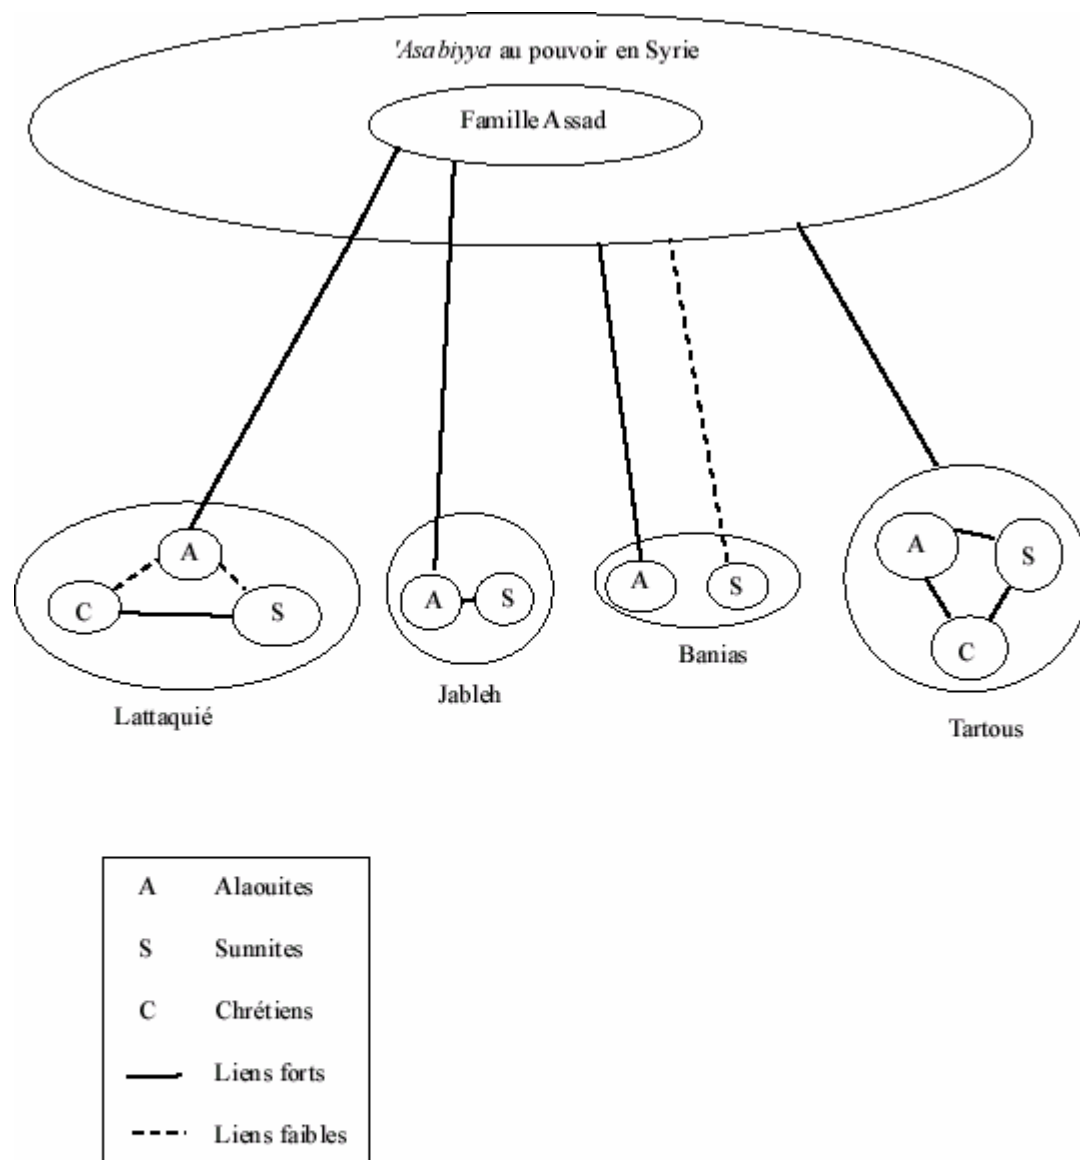 'Asabiyya au pouvoir en Syrie
Famille Assad
A
C
S
A
S
A
S
A
S
C
Lattaquié
Jableh
Banias
Tartous
A Alaouites
S Sunnites
C Chrétiens
Liens forts
Liens faibles